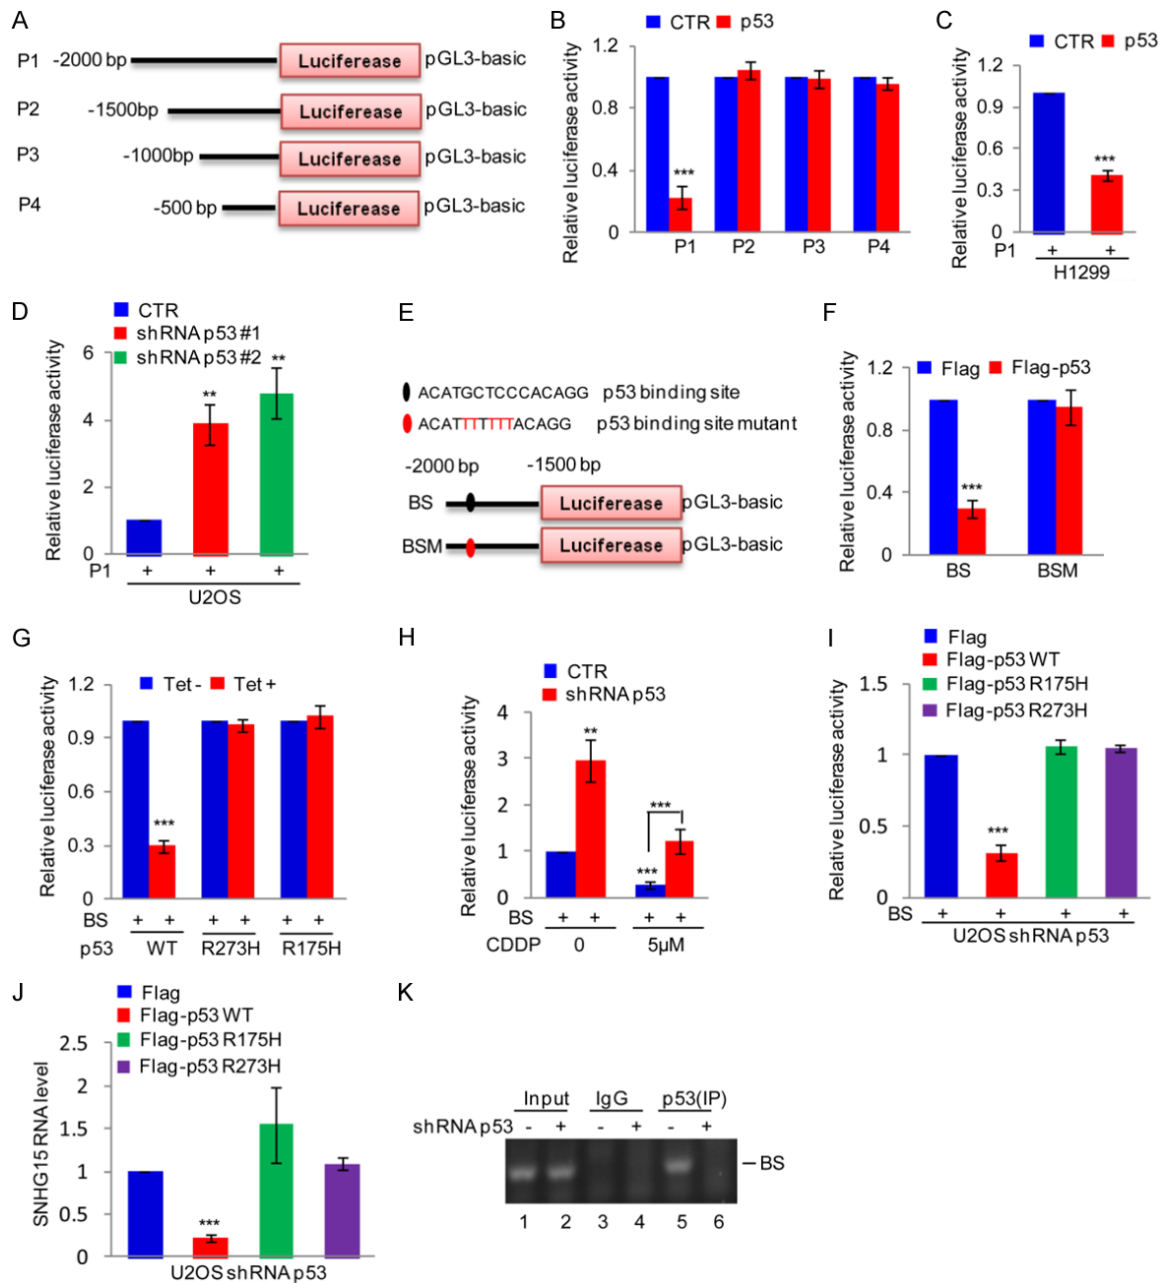 A
P1 -2000 bp Luciferease pGL3-basic
P2 -1500bp Luciferease pGL3-basic
P3 -1000bp Luciferease pGL3-basic
P4 -500 bp Luciferease pGL3-basic
B
CTR p53
Relative luciferase activity
1.2
0.8
0.4
0
***
P1 P2 P3 P4
C
CTR p53
Relative luciferase activity
1.2
0.9
0.6
0.3
0
***
P1 + +
H1299
D
CTR
shRNA p53 #1
shRNA p53 #2
Relative luciferase activity
6
4
2
0
** **
P1 + + +
U2OS
E
ACATGCTCCCACAGG p53 binding site
ACATTTTTTTACAGG p53 binding site mutant
-2000 bp -1500 bp
BS Luciferease pGL3-basic
BSM Luciferease pGL3-basic
F
Flag Flag-p53
Relative luciferase activity
1.2
0.8
0.4
0
***
BS BSM
G
Tet - Tet +
Relative luciferase activity
1.2
0.9
0.6
0.3
0
***
BS + + + + + +
p53 WT R273H R175H
H
CTR
shRNA p53
Relative luciferase activity
4
3
2
1
0
**
***
***
BS + + + +
CDDP 0 5µM
I
Flag
Flag-p53 WT
Flag-p53 R175H
Flag-p53 R273H
Relative luciferase activity
1.5
1
0.5
0
***
BS + + + +
U2OS shRNA p53
J
Flag
Flag-p53 WT
Flag-p53 R175H
Flag-p53 R273H
SNHG15 RNA level
2.5
2
1.5
1
0.5
0
***
U2OS shRNA p53
K
Input IgG p53(IP)
shRNA p53 - + - + - +
BS
1 2 3 4 5 6